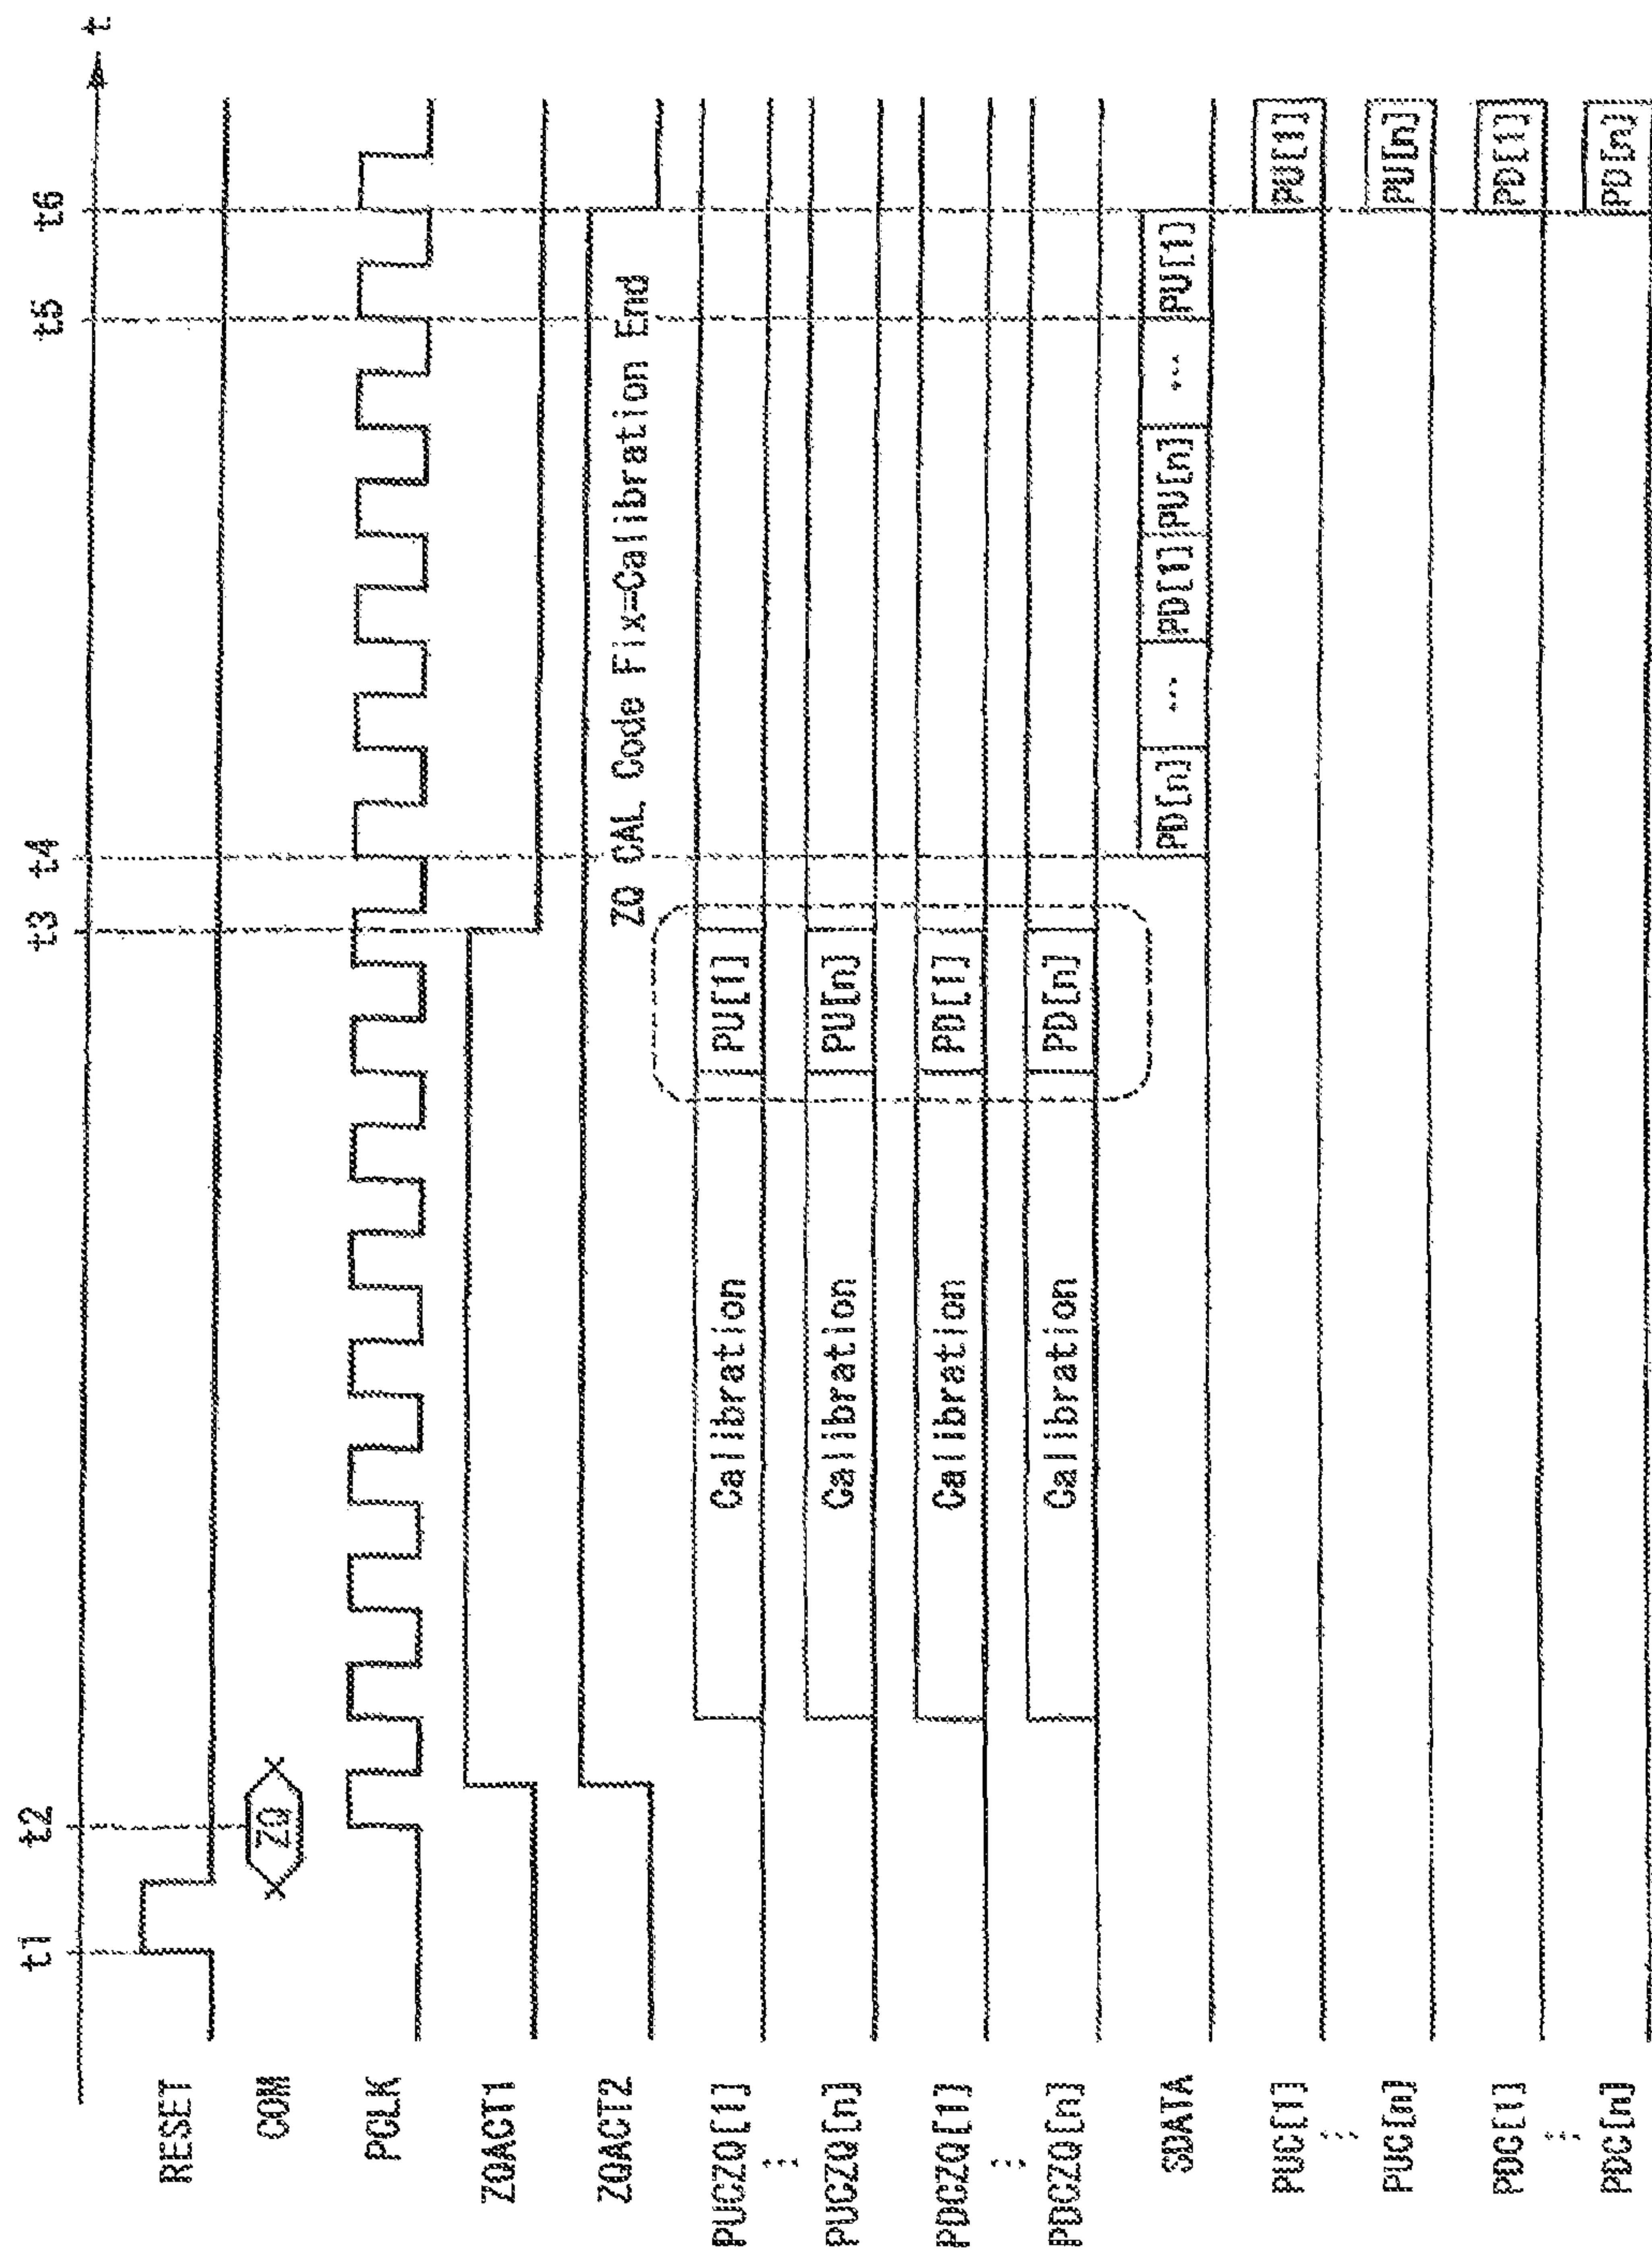 t1 t2 t3 t4 t5 t6 t
RESET
COM ZQ
PCLK
ZQACT1
ZQACT2
ZQ CAL Code Fix=Calibration End
PUCZQ[1] Calibration PU[1]
PUCZQ[n] Calibration PU[n]
PDCZQ[1] Calibration PD[1]
PDCZQ[n] Calibration PD[n]
SDATA PD[n] ... PD[1] PU[n] ... PU[1]
PUC[1] PU[1]
PUC[n] PU[n]
PDC[1] PD[1]
PDC[n] PD[n]